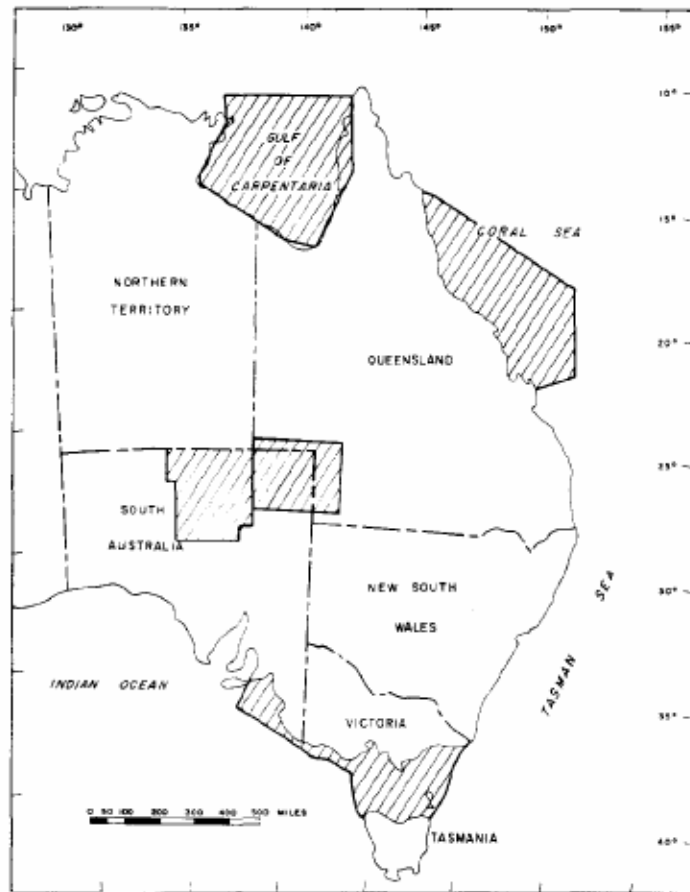 130° 135° 140° 145° 150° 155°
10°
GULF
OF
CARPENTARIA
15°
CORAL SEA
NORTHERN
TERRITORY
20°
QUEENSLAND
25°
SOUTH
AUSTRALIA
NEW SOUTH
WALES
30°
TASMAN SEA
INDIAN OCEAN
VICTORIA
35°
0 50 100 200 300 400 500 MILES
TASMANIA
40°